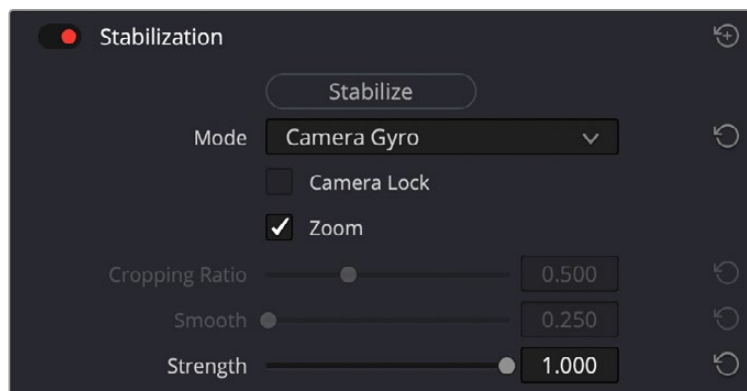 Stabilization
Stabilize
Mode Camera Gyro
Camera Lock
Zoom
Cropping Ratio 0.500
Smooth 0.250
Strength 1.000